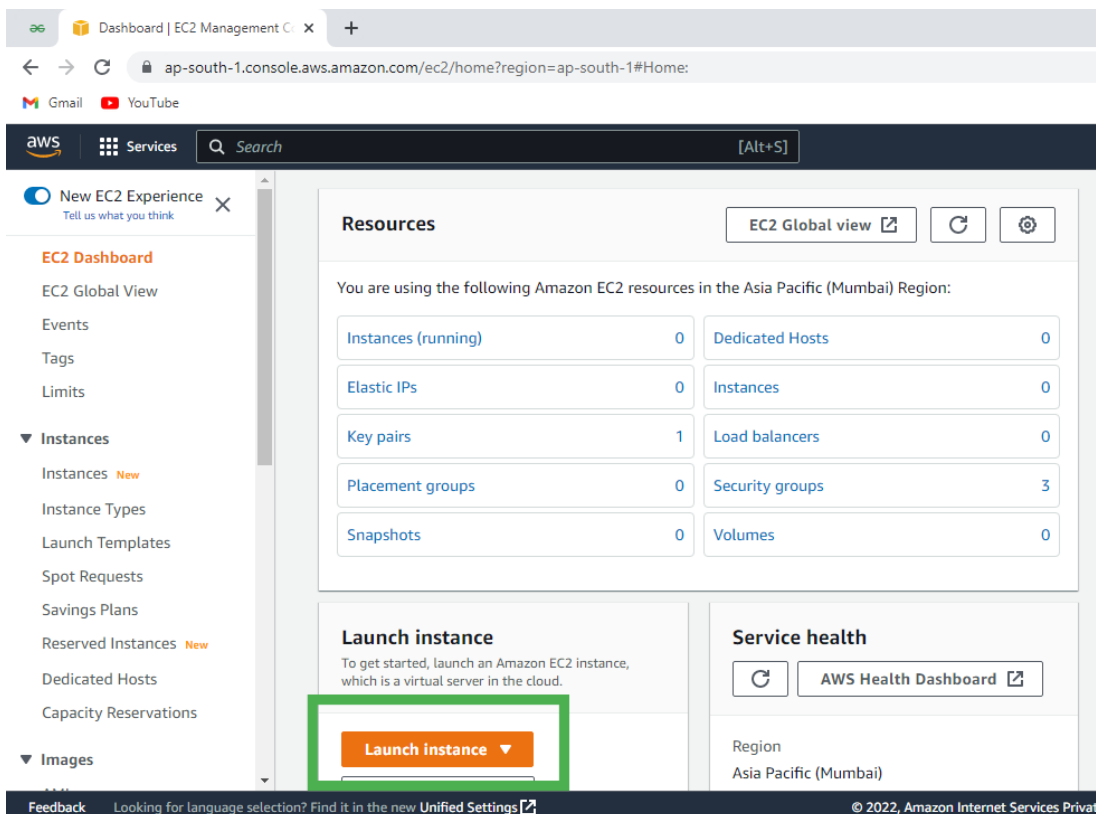 Dashboard | EC2 Management C
ap-south-1.console.aws.amazon.com/ec2/home?region=ap-south-1#Home:
Gmail YouTube
aws Services Search [Alt+S]
New EC2 Experience
Tell us what you think
EC2 Dashboard
EC2 Global View
Events
Tags
Limits
Instances
Instances New
Instance Types
Launch Templates
Spot Requests
Savings Plans
Reserved Instances New
Dedicated Hosts
Capacity Reservations
Images
Resources EC2 Global view
You are using the following Amazon EC2 resources in the Asia Pacific (Mumbai) Region:
Instances (running) 0 Dedicated Hosts 0
Elastic IPs 0 Instances 0
Key pairs 1 Load balancers 0
Placement groups 0 Security groups 3
Snapshots 0 Volumes 0
Launch instance
To get started, launch an Amazon EC2 instance,
which is a virtual server in the cloud.
Launch instance
Service health
AWS Health Dashboard
Region
Asia Pacific (Mumbai)
Feedback Looking for language selection? Find it in the new Unified Settings © 2022, Amazon Internet Services Privat